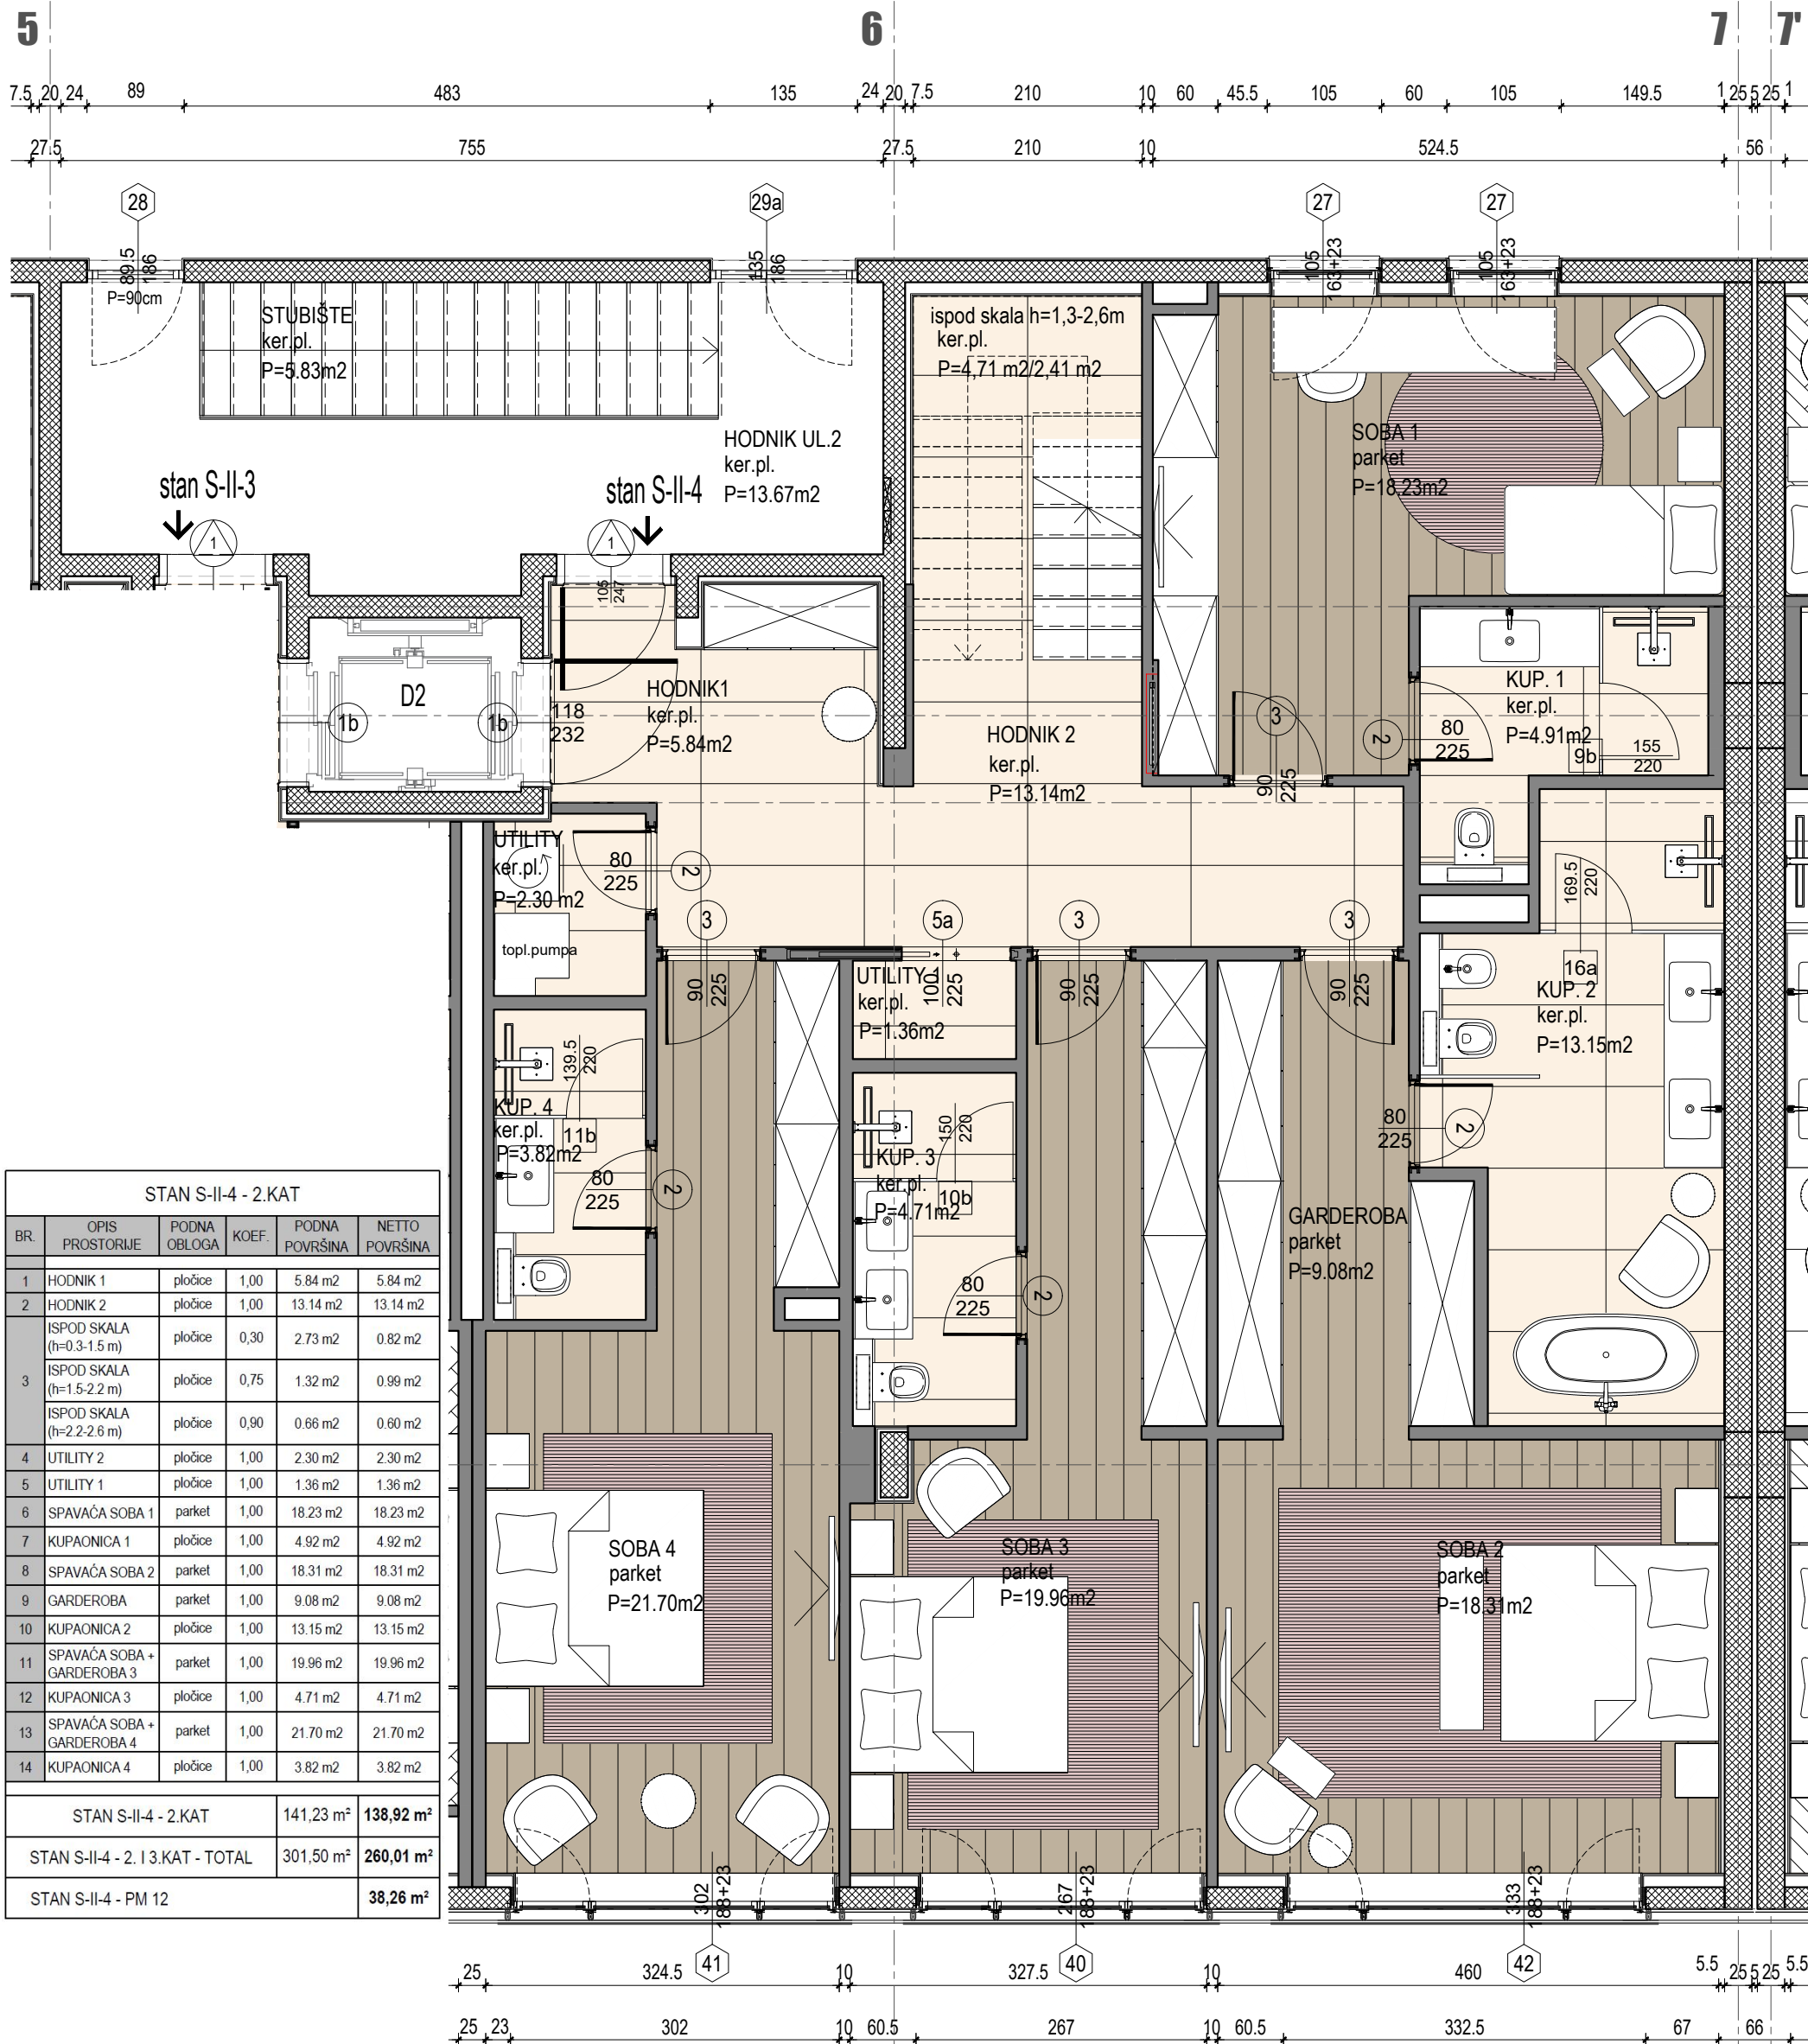 5 6 7 7'
7.5 20 24 89 483 135 24 20 7.5 210 10 60 45.5 105 60 105 149.5 1 25 5 25 1
27.5 755 27.5 210 10 524.5 56
28 29a 27 27
89.5
186
P=90cm
135
186
105
163+23
105
163+23
STUBIŠTE
ker.pl.
P=5.83m2
ispod skala h=1,3-2,6m
ker.pl.
P=4,71 m2/2,41 m2
HODNIK UL.2
ker.pl.
P=13.67m2
SOBA 1
parket
P=18.23m2
stan S-II-3
stan S-II-4
1
1
105
247
D2
1b
1b
118
232
HODNIK1
ker.pl.
P=5.84m2
HODNIK 2
ker.pl.
P=13.14m2
3
90
225
2
80
225
KUP. 1
ker.pl.
P=4.91m2
9b
155
220
UTILITY
ker.pl.
P=2.30 m2
topl.pumpa
80
225
2
3
90
225
5a
UTILITY 1
ker.pl.
P=1.36m2
100
225
3
90
225
3
90
225
169.5
220
16a
KUP. 2
ker.pl.
P=13.15m2
80
225
2
139.5
220
KUP. 4
ker.pl.
P=3.82m2
11b
80
225
2
150
220
KUP. 3
ker.pl.
P=4.71m2
10b
80
225
2
GARDEROBA
parket
P=9.08m2
SOBA 4
parket
P=21.70m2
SOBA 3
parket
P=19.96m2
SOBA 2
parket
P=18.31m2
STAN S-II-4 - 2.KAT
BR. OPIS PROSTORIJE PODNA OBLOGA KOEF. PODNA POVRŠINA NETTO POVRŠINA
1 HODNIK 1 pločice 1,00 5.84 m2 5.84 m2
2 HODNIK 2 pločice 1,00 13.14 m2 13.14 m2
3 ISPOD SKALA (h=0.3-1.5 m) pločice 0,30 2.73 m2 0.82 m2
ISPOD SKALA (h=1.5-2.2 m) pločice 0,75 1.32 m2 0.99 m2
ISPOD SKALA (h=2.2-2.6 m) pločice 0,90 0.66 m2 0.60 m2
4 UTILITY 2 pločice 1,00 2.30 m2 2.30 m2
5 UTILITY 1 pločice 1,00 1.36 m2 1.36 m2
6 SPAVAĆA SOBA 1 parket 1,00 18.23 m2 18.23 m2
7 KUPAONICA 1 pločice 1,00 4.92 m2 4.92 m2
8 SPAVAĆA SOBA 2 parket 1,00 18.31 m2 18.31 m2
9 GARDEROBA parket 1,00 9.08 m2 9.08 m2
10 KUPAONICA 2 pločice 1,00 13.15 m2 13.15 m2
11 SPAVAĆA SOBA + GARDEROBA 3 parket 1,00 19.96 m2 19.96 m2
12 KUPAONICA 3 pločice 1,00 4.71 m2 4.71 m2
13 SPAVAĆA SOBA + GARDEROBA 4 parket 1,00 21.70 m2 21.70 m2
14 KUPAONICA 4 pločice 1,00 3.82 m2 3.82 m2
STAN S-II-4 - 2.KAT 141,23 m² 138,92 m²
STAN S-II-4 - 2. I 3.KAT - TOTAL 301,50 m² 260,01 m²
STAN S-II-4 - PM 12 38,26 m²
302
188+23
267
188+23
333
188+23
41 40 42
25 324.5 10 327.5 10 460 5.5 25 5 25 5.5
25 23 302 10 60.5 267 10 60.5 332.5 67 66